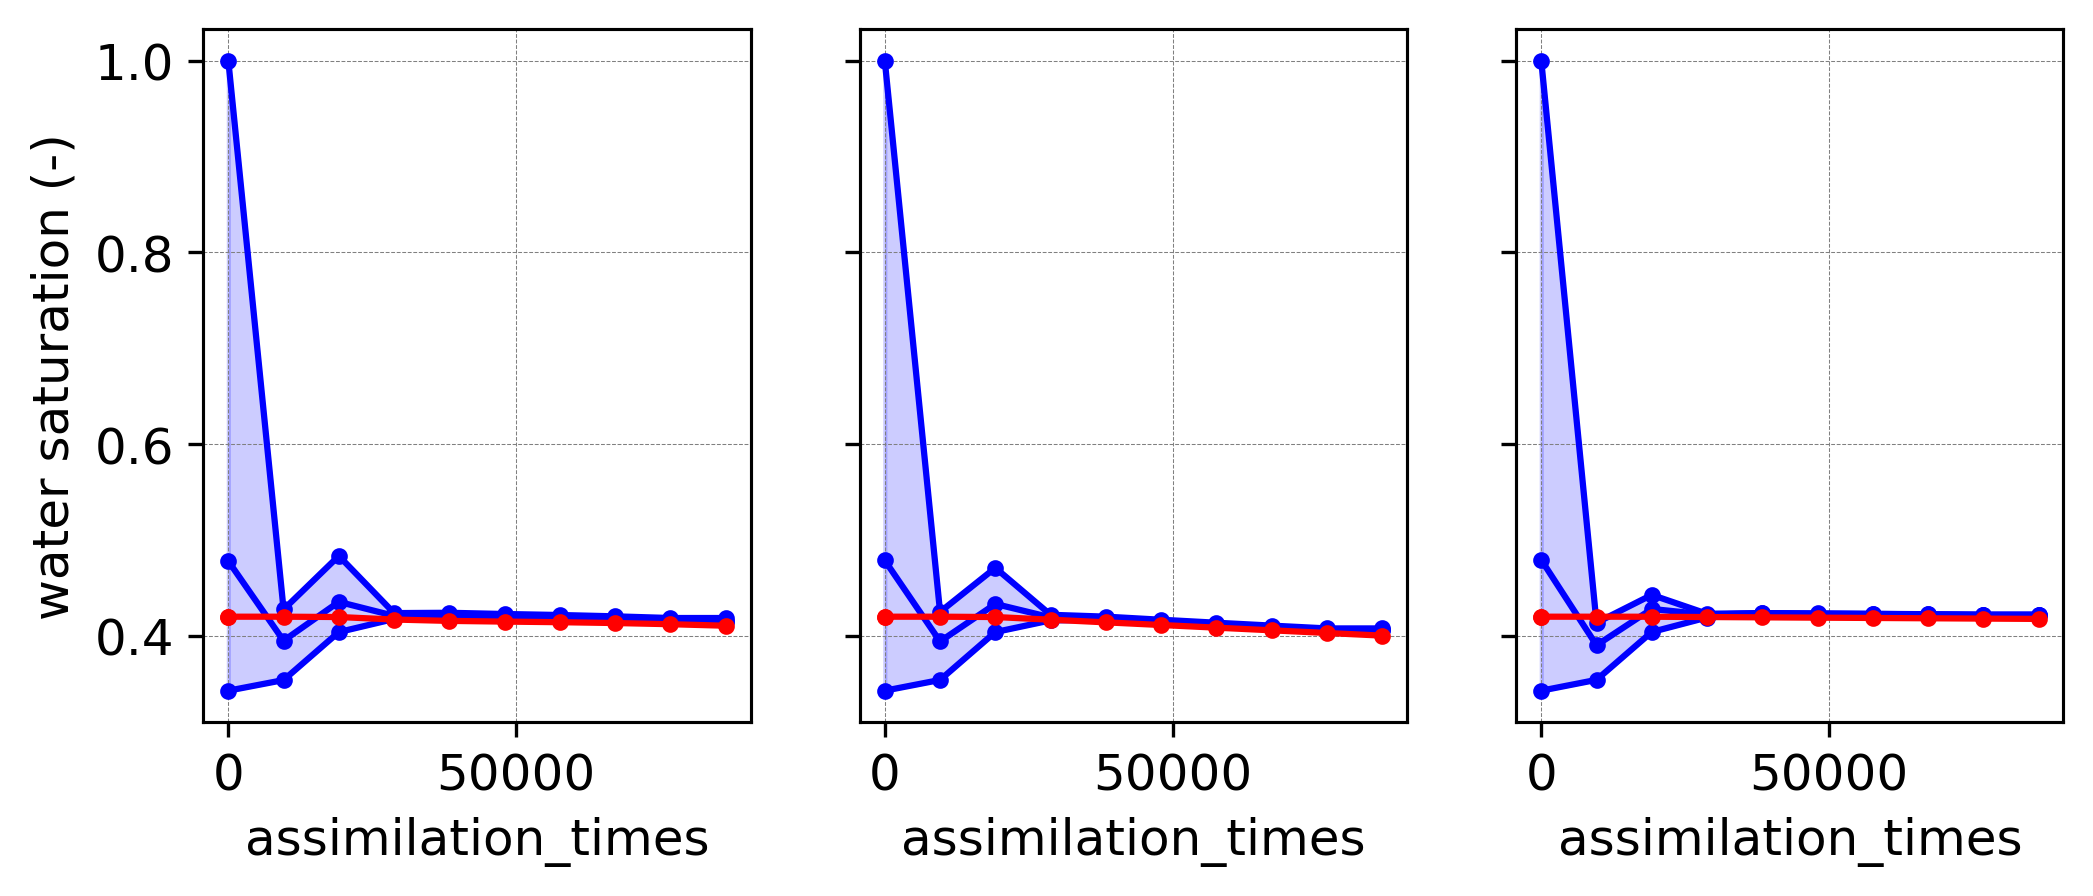 water saturation (-)
1.0
0.8
0.6
0.4
0 50000
assimilation_times
0 50000
assimilation_times
0 50000
assimilation_times